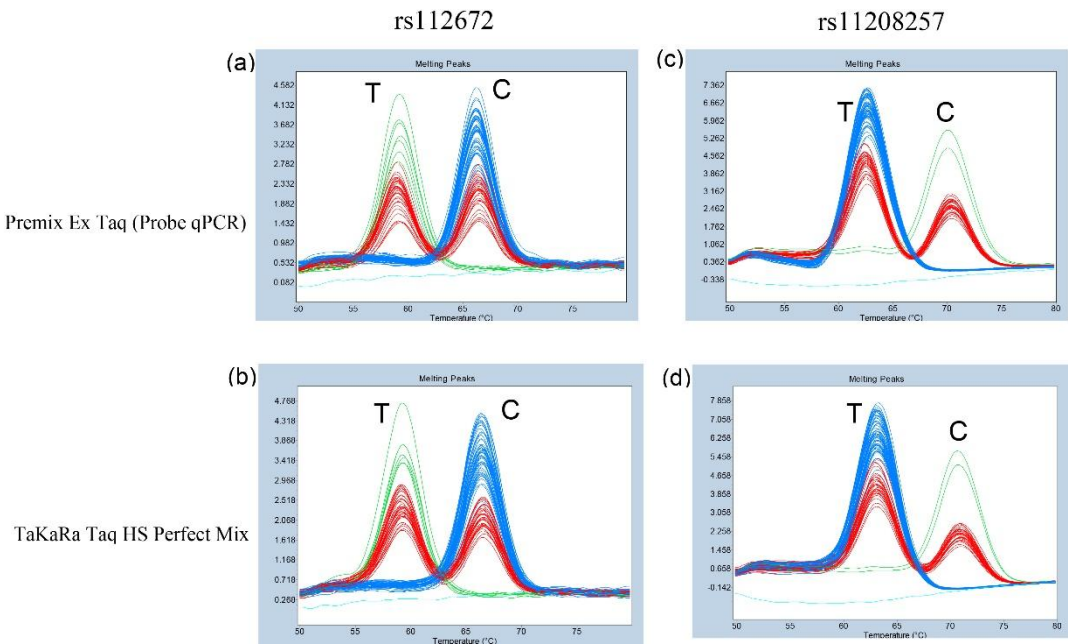 rs112672
rs11208257
(a)
Melting Peaks
T
C
4.582
4.132
3.682
3.232
2.782
2.332
1.882
1.432
0.982
0.532
0.082
50
55
60
65
70
75
Temperature (°C)
(c)
Melting Peaks
T
C
7.362
6.662
5.962
5.262
4.562
3.862
3.162
2.462
1.762
1.062
0.362
-0.338
50
55
60
65
70
75
80
Temperature (°C)
Premix Ex Taq (Probe qPCR)
(b)
Melting Peaks
T
C
4.768
4.318
3.868
3.418
2.968
2.518
2.068
1.618
1.168
0.718
0.268
50
55
60
65
70
75
Temperature (°C)
(d)
Melting Peaks
T
C
7.858
7.058
6.258
5.458
4.658
3.858
3.058
2.258
1.458
0.658
-0.142
50
55
60
65
70
75
80
Temperature (°C)
TaKaRa Taq HS Perfect Mix